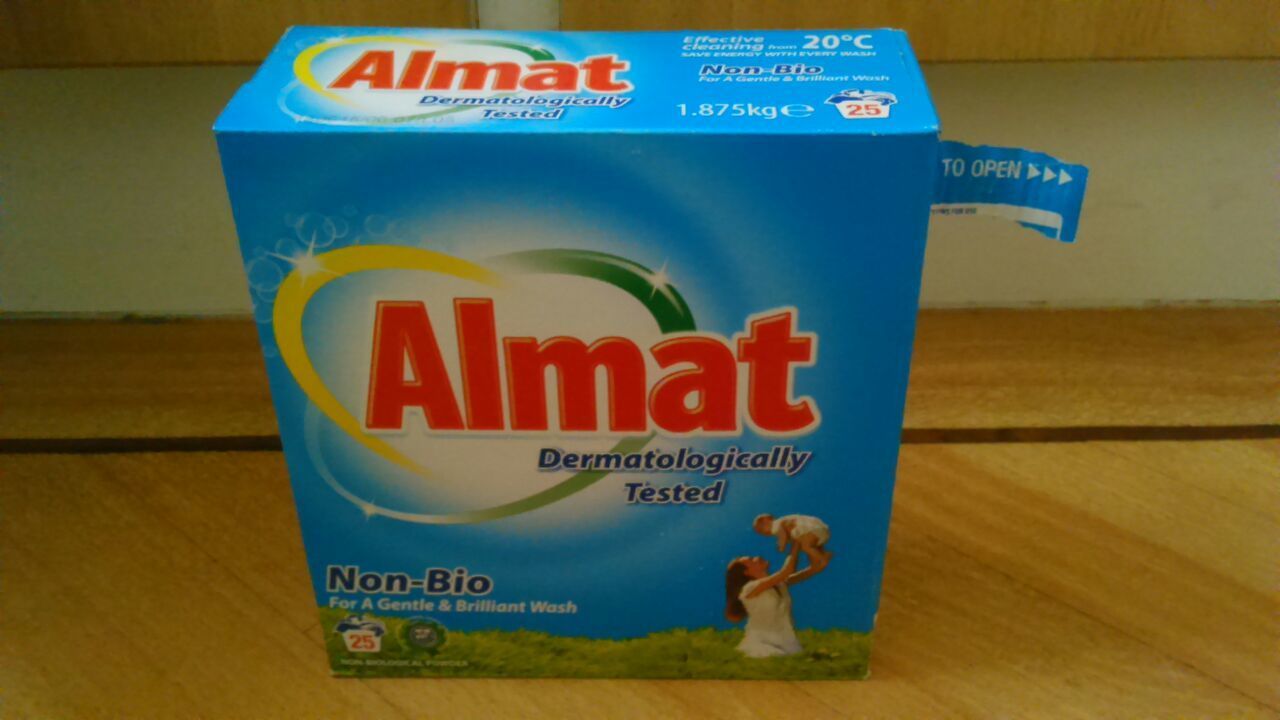 Almat
Dermatologically
Tested
Effective
cleaning from 20°C
SAVE ENERGY WITH EVERY WASH
Non-Bio
For A Gentle & Brilliant Wash
1.875kg e
25
TO OPEN
Almat
Dermatologically
Tested
Non-Bio
For A Gentle & Brilliant Wash
25
NON-BIOLOGICAL POWDER